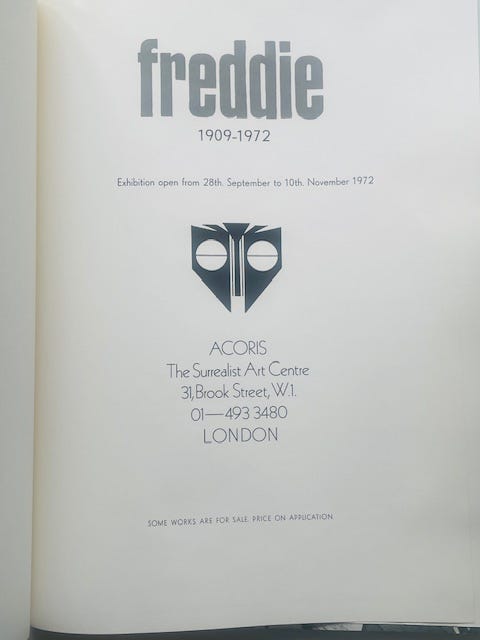 freddie
1909-1972
Exhibition open from 28th. September to 10th. November 1972
ACORIS
The Surrealist Art Centre
31, Brook Street, W.1.
01—493 3480
LONDON
SOME WORKS ARE FOR SALE. PRICE ON APPLICATION